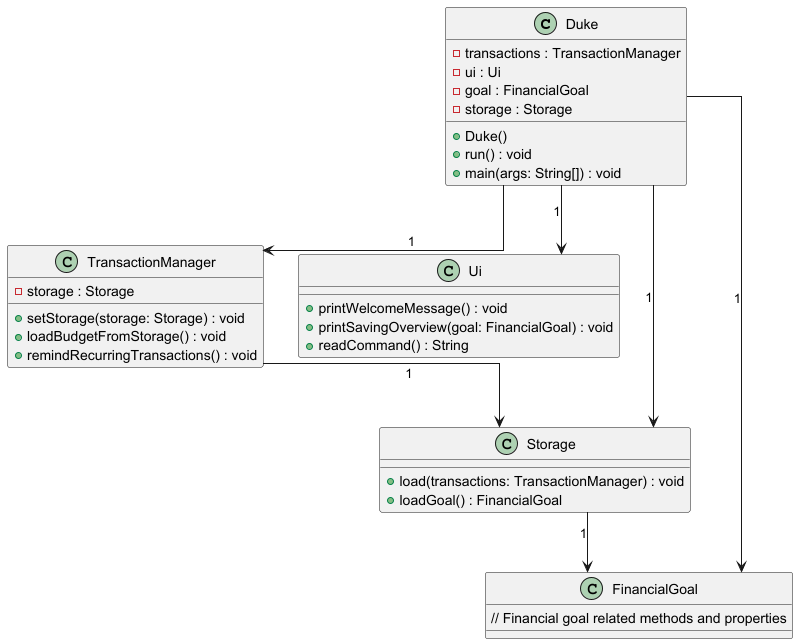 C Duke
transactions : TransactionManager
ui : Ui
goal : FinancialGoal
storage : Storage
Duke()
run() : void
main(args: String[]) : void
1
1
1
1
C TransactionManager
storage : Storage
setStorage(storage: Storage) : void
loadBudgetFromStorage() : void
remindRecurringTransactions() : void
C Ui
printWelcomeMessage() : void
printSavingOverview(goal: FinancialGoal) : void
readCommand() : String
1
C Storage
load(transactions: TransactionManager) : void
loadGoal() : FinancialGoal
1
C FinancialGoal
// Financial goal related methods and properties